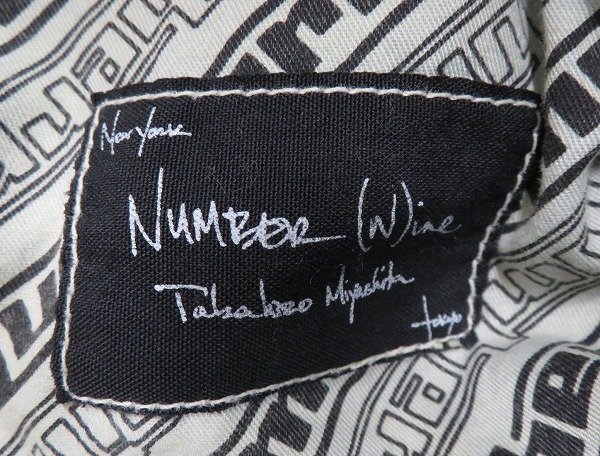 New York
NUMBER (N)ine
Takahiro Miyashita
tokyo